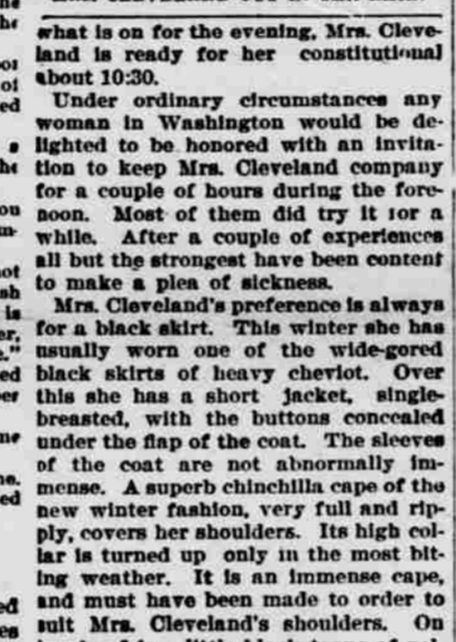 what is on for the evening, Mrs. Cleve-
land is ready for her constitutional
about 10:30.
Under ordinary circumstances any
woman in Washington would be de-
lighted to be honored with an invita-
tion to keep Mrs. Cleveland company
for a couple of hours during the fore-
noon. Most of them did try it for a
while. After a couple of experiences
all but the strongest have been content
to make a plea of sickness.
Mrs. Cleveland's preference is always
for a black skirt. This winter she has
usually worn one of the wide-gored
black skirts of heavy cheviot. Over
this she has a short jacket, single-
breasted, with the buttons concealed
under the flap of the coat. The sleeves
of the coat are not abnormally im-
mense. A superb chinchilla cape of the
new winter fashion, very full and rip-
ply, covers her shoulders. Its high col-
lar is turned up only in the most bit-
ing weather. It is an immense cape,
and must have been made to order to
suit Mrs. Cleveland's shoulders. On